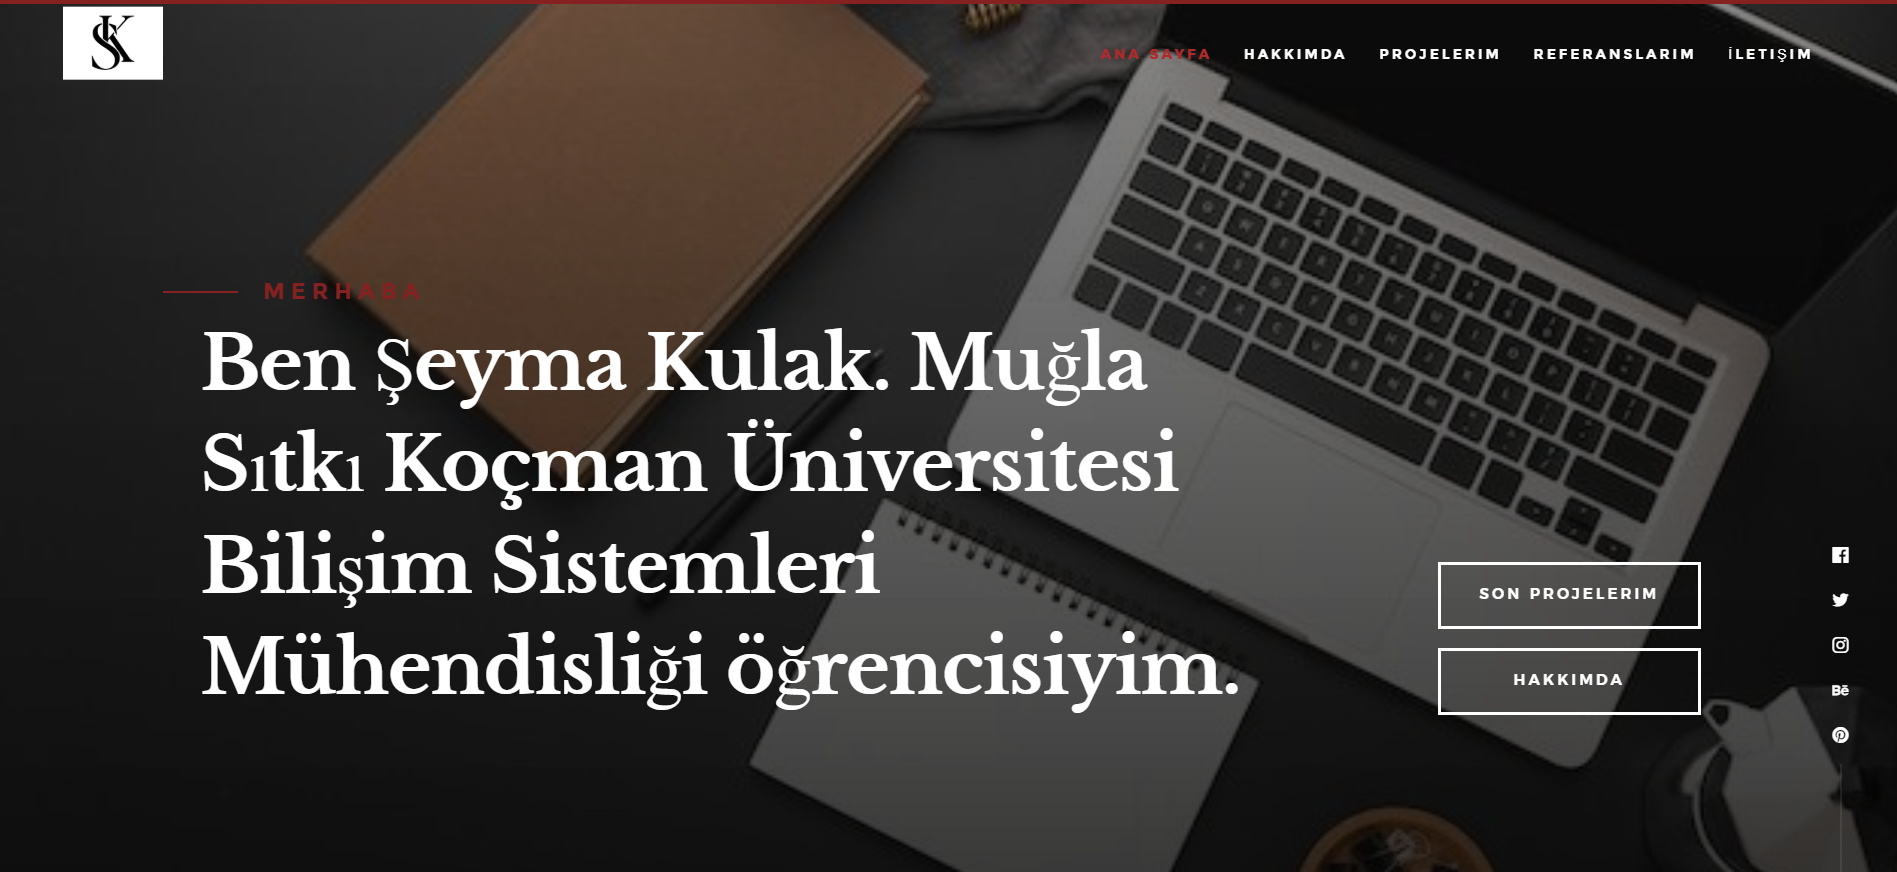 SK
ANA SAYFA HAKKIMDA PROJELERIM REFERANSLARIM İLETIŞIM
MERHABA
Ben Şeyma Kulak. Muğla
Sıtkı Koçman Üniversitesi
Bilişim Sistemleri
Mühendisliği öğrencisiyim.
SON PROJELERIM
HAKKIMDA
Bē